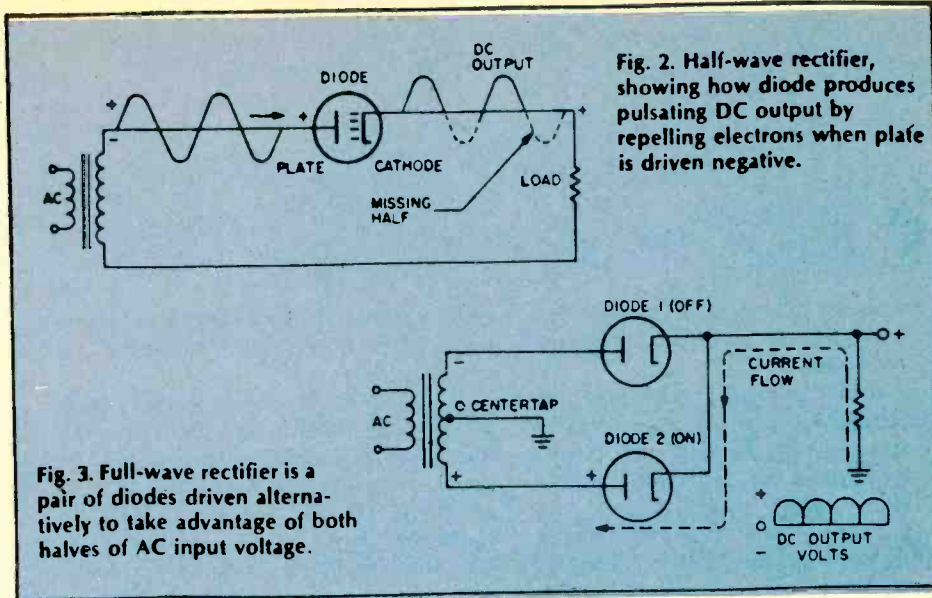 Fig. 2. Half-wave rectifier,
showing how diode produces
pulsating DC output by
repelling electrons when plate
is driven negative.
DC
OUTPUT
DIODE
+
-
+
+
PLATE
CATHODE
AC
MISSING
HALF
LOAD
DIODE 1 (OFF)
+
-
CURRENT
FLOW
AC
O CENTERTAP
DIODE 2 (ON)
+
+
Fig. 3. Full-wave rectifier is a
pair of diodes driven alterna-
tively to take advantage of both
halves of AC input voltage.
+
O
-
DC OUTPUT
VOLTS